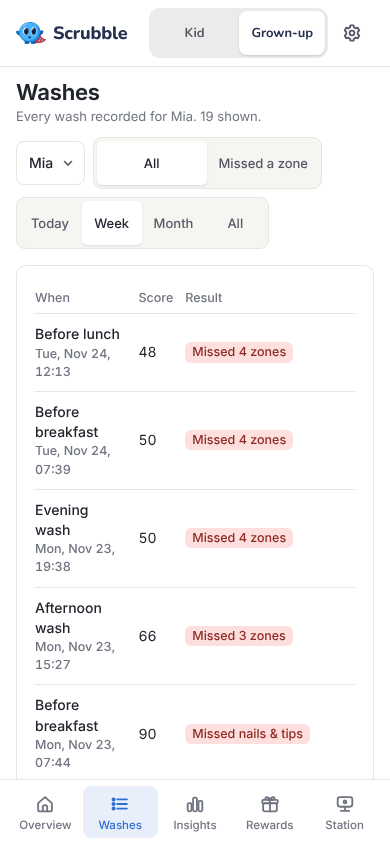 Scrubble
Kid
Grown-up
Washes
Every wash recorded for Mia. 19 shown.
Mia
All
Missed a zone
Today
Week
Month
All
When
Score
Result
Before lunch
Tue, Nov 24,
12:13
48
Missed 4 zones
Before
breakfast
Tue, Nov 24,
07:39
50
Missed 4 zones
Evening
wash
Mon, Nov 23,
19:38
50
Missed 4 zones
Afternoon
wash
Mon, Nov 23,
15:27
66
Missed 3 zones
Before
breakfast
Mon, Nov 23,
07:44
90
Missed nails & tips
Overview
Washes
Insights
Rewards
Station